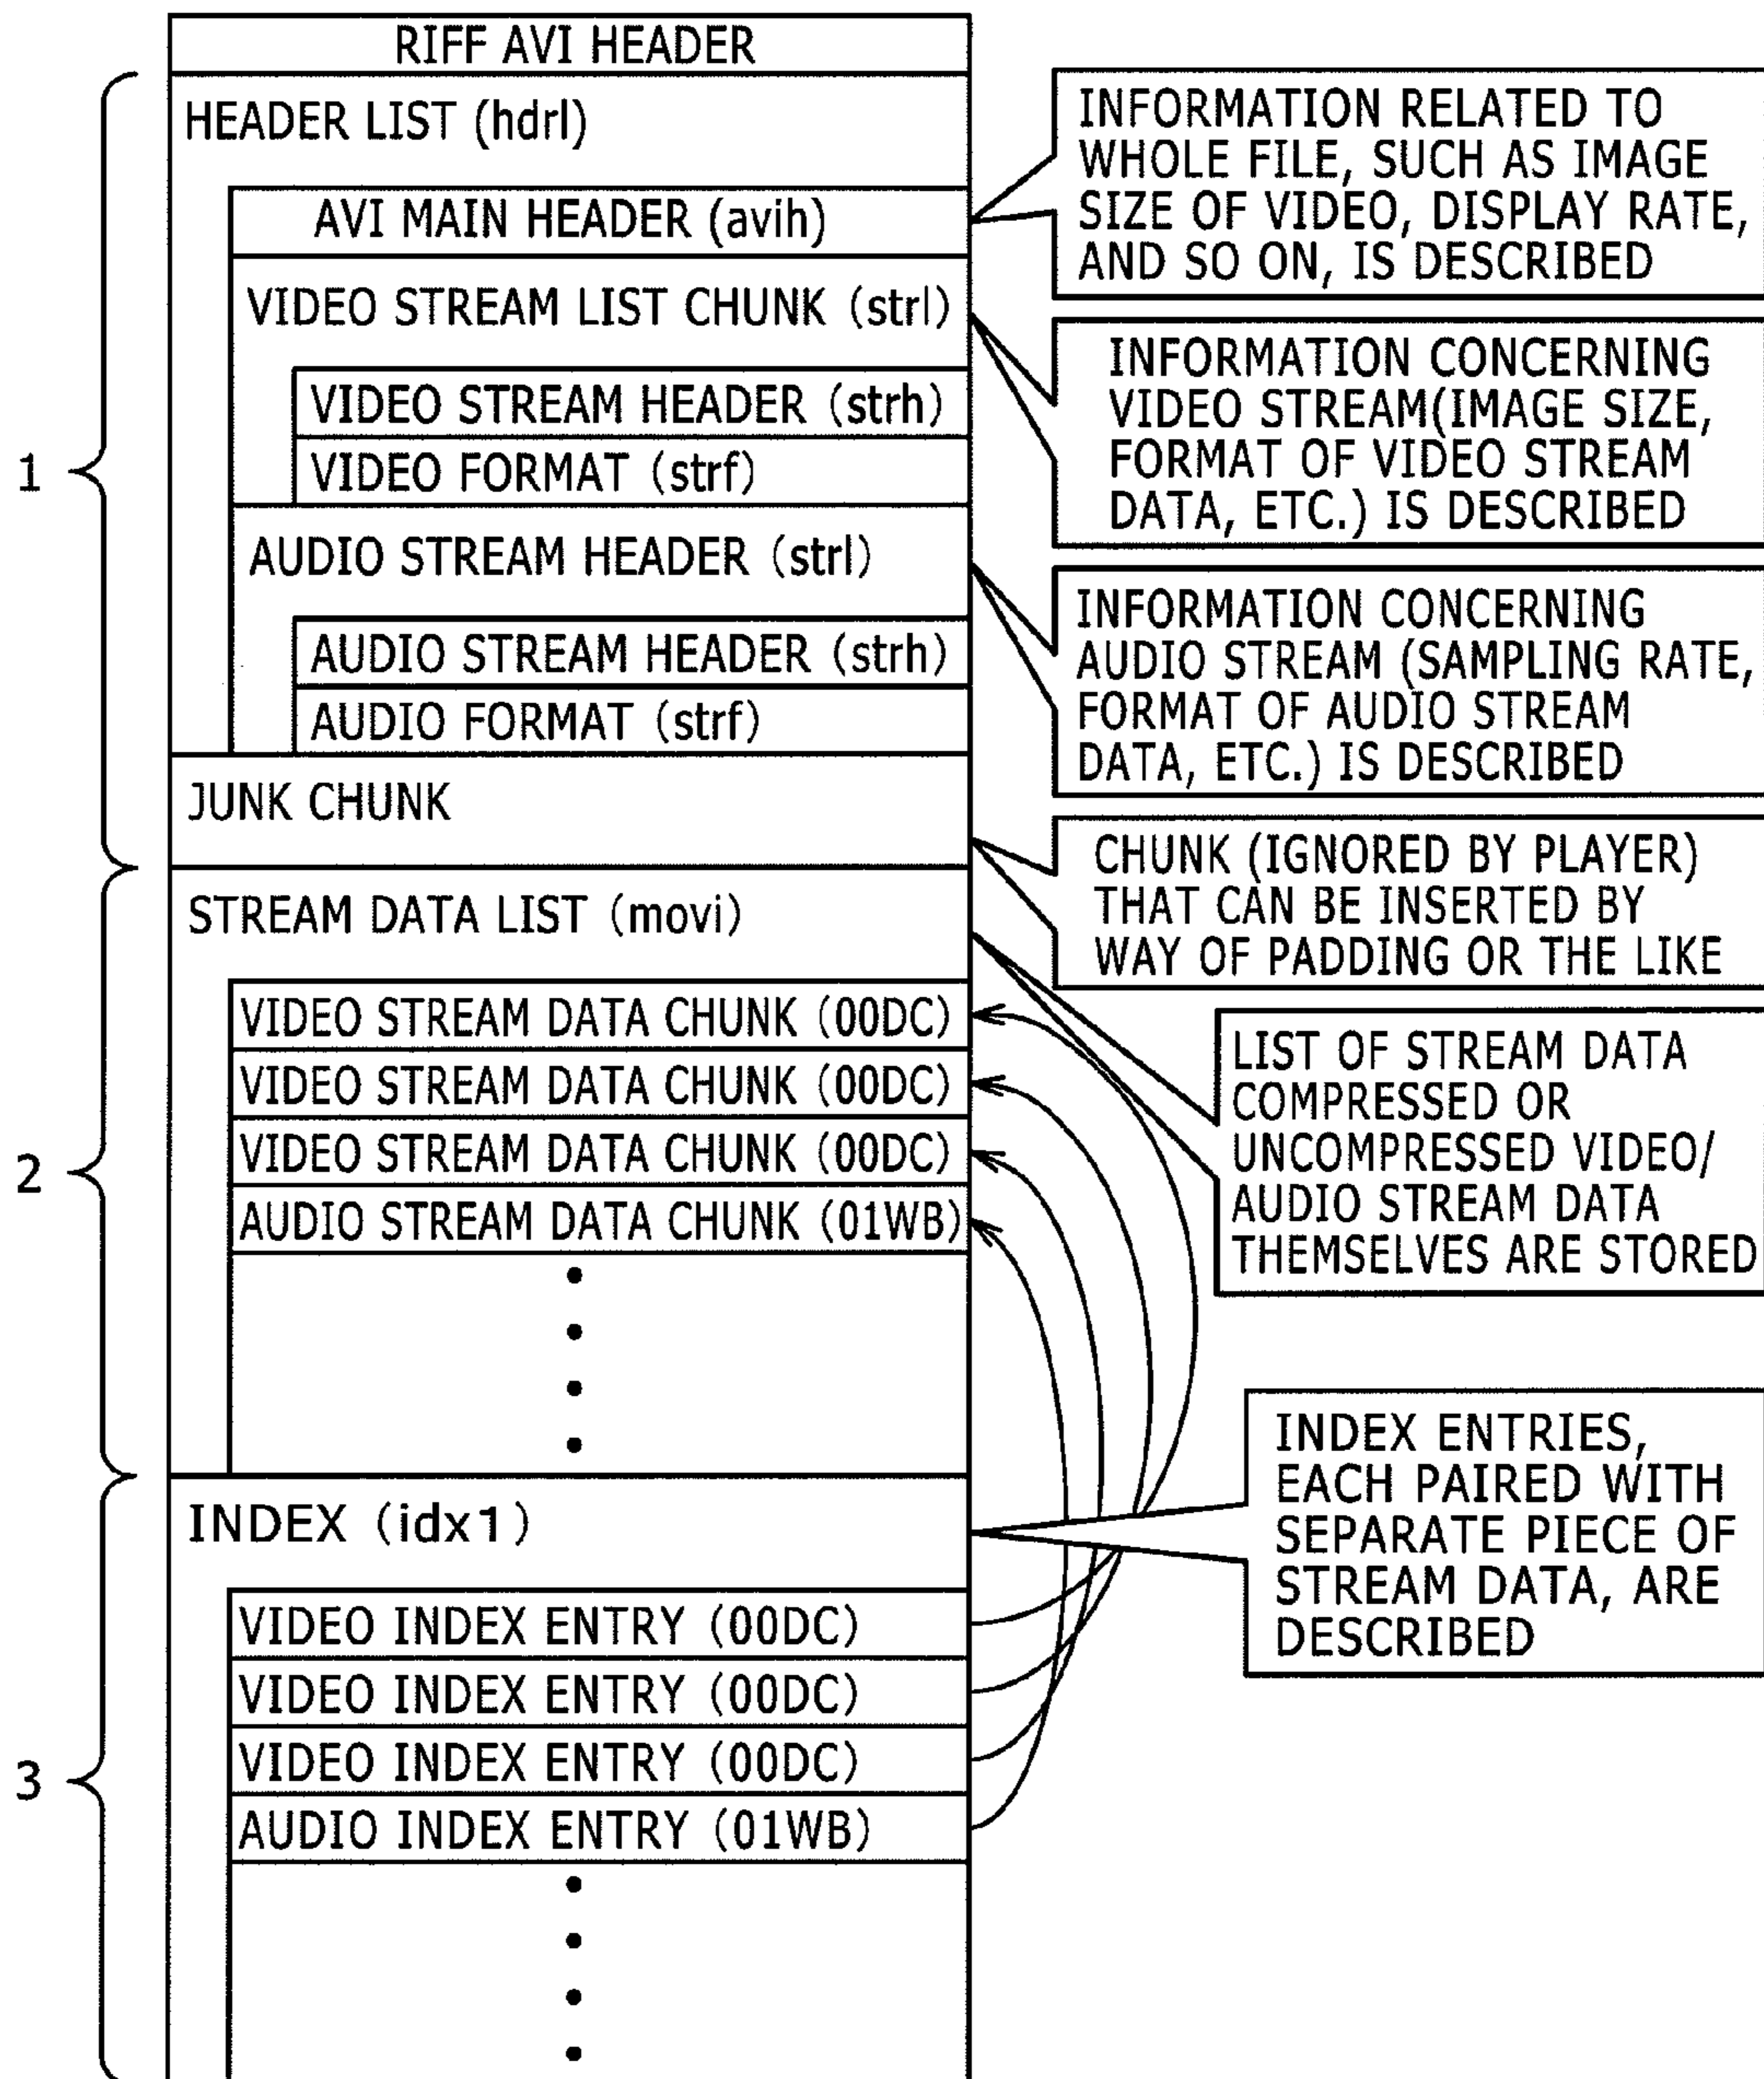 RIFF AVI HEADER
HEADER LIST (hdrl)
AVI MAIN HEADER (avih)
VIDEO STREAM LIST CHUNK (strl)
VIDEO STREAM HEADER (strh)
VIDEO FORMAT (strf)
1
AUDIO STREAM HEADER (strl)
AUDIO STREAM HEADER (strh)
AUDIO FORMAT (strf)
JUNK CHUNK
INFORMATION RELATED TO
WHOLE FILE, SUCH AS IMAGE
SIZE OF VIDEO, DISPLAY RATE,
AND SO ON, IS DESCRIBED
INFORMATION CONCERNING
VIDEO STREAM(IMAGE SIZE,
FORMAT OF VIDEO STREAM
DATA, ETC.) IS DESCRIBED
INFORMATION CONCERNING
AUDIO STREAM (SAMPLING RATE,
FORMAT OF AUDIO STREAM
DATA, ETC.) IS DESCRIBED
CHUNK (IGNORED BY PLAYER)
THAT CAN BE INSERTED BY
WAY OF PADDING OR THE LIKE
STREAM DATA LIST (movi)
VIDEO STREAM DATA CHUNK (00DC)
VIDEO STREAM DATA CHUNK (00DC)
VIDEO STREAM DATA CHUNK (00DC)
2
AUDIO STREAM DATA CHUNK (01WB)
LIST OF STREAM DATA
COMPRESSED OR
UNCOMPRESSED VIDEO/
AUDIO STREAM DATA
THEMSELVES ARE STORED
INDEX (idx1)
VIDEO INDEX ENTRY (00DC)
VIDEO INDEX ENTRY (00DC)
VIDEO INDEX ENTRY (00DC)
3
AUDIO INDEX ENTRY (01WB)
INDEX ENTRIES,
EACH PAIRED WITH
SEPARATE PIECE OF
STREAM DATA, ARE
DESCRIBED